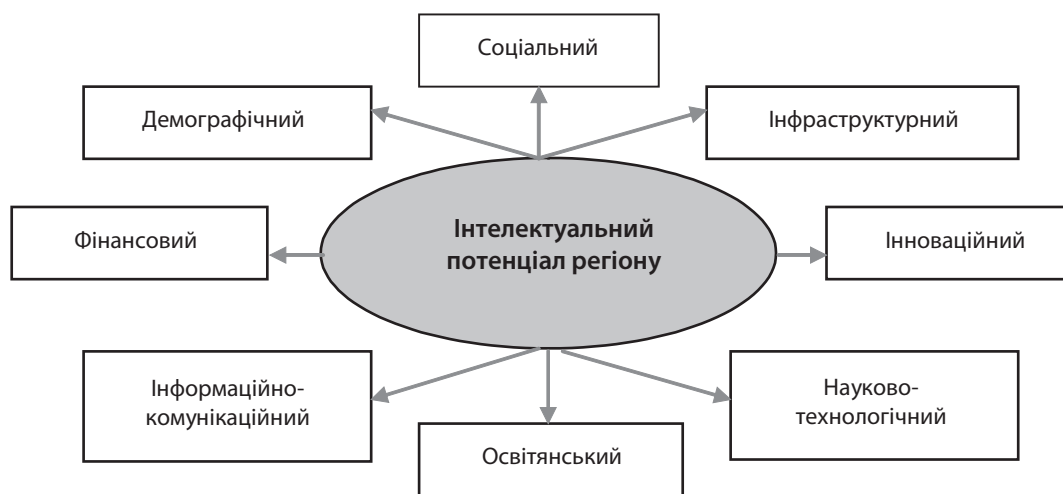 Соціальний
Демографічний
Інфраструктурний
Фінансовий
Інтелектуальний
потенціал регіону
Інноваційний
Інформаційно-
комунікаційний
Освітянський
Науково-
технологічний